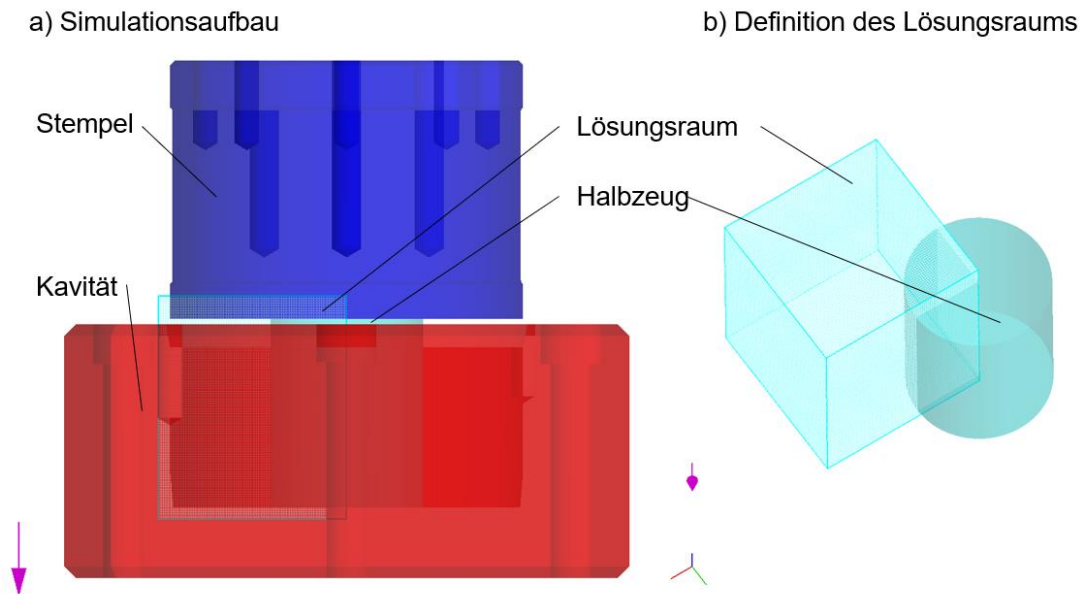 a) Simulationsaufbau
b) Definition des Lösungsraums
Stempel
Lösungsraum
Halbzeug
Kavität